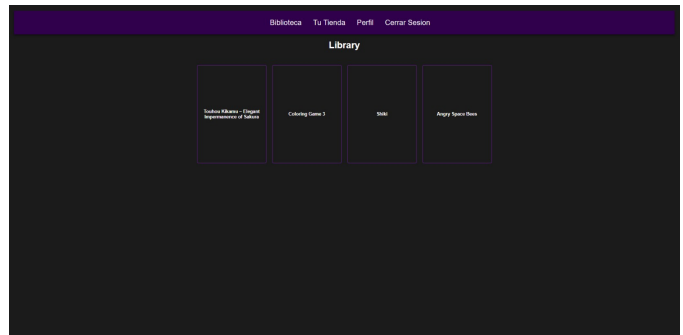 Biblioteca Tu Tienda Perfil Cerrar Sesion
Library
Touhou Kikamu – Elegant
Impermanence of Sakura
Coloring Game 3
Shiki
Angry Space Bara